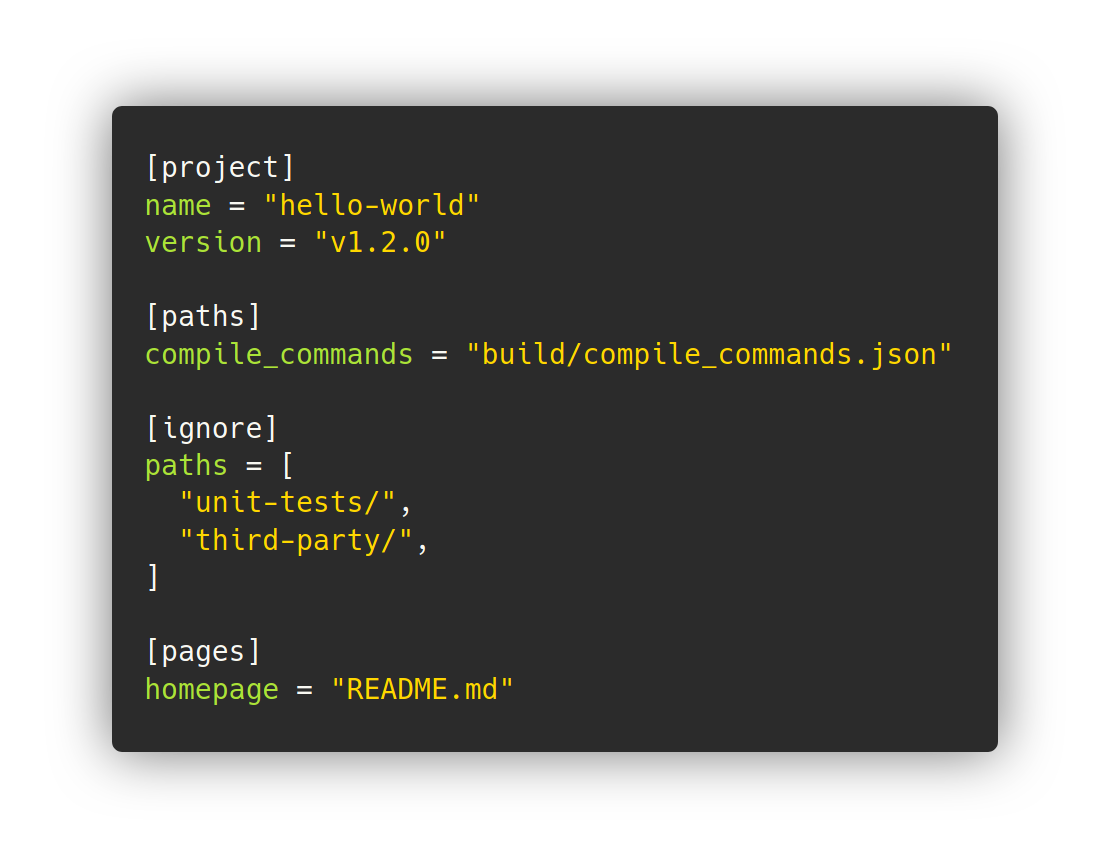 [project]
name = "hello-world"
version = "v1.2.0"

[paths]
compile_commands = "build/compile_commands.json"

[ignore]
paths = [
  "unit-tests/",
  "third-party/",
]

[pages]
homepage = "README.md"